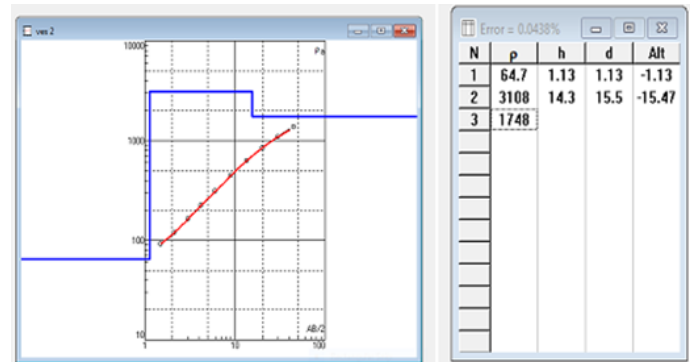 ves 2
10000
Pa
1000
100
10
AB/2
1
10
100
Error = 0.0438%
N ρ h d Alt
1 64.7 1.13 1.13 -1.13
2 3108 14.3 15.5 -15.47
3 1748